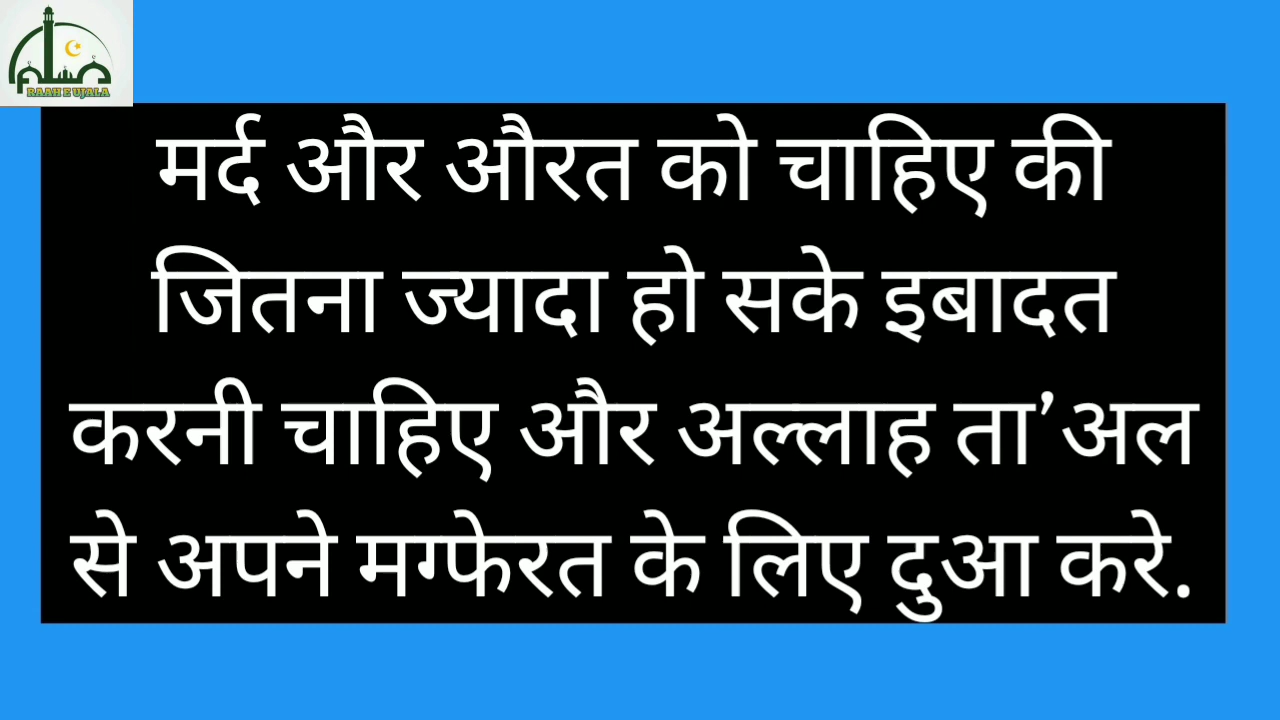 RAAH E UJALA
मर्द और औरत को चाहिए की
जितना ज्यादा हो सके इबादत
करनी चाहिए और अल्लाह ता’अल
से अपने मग्फेरत के लिए दुआ करे.